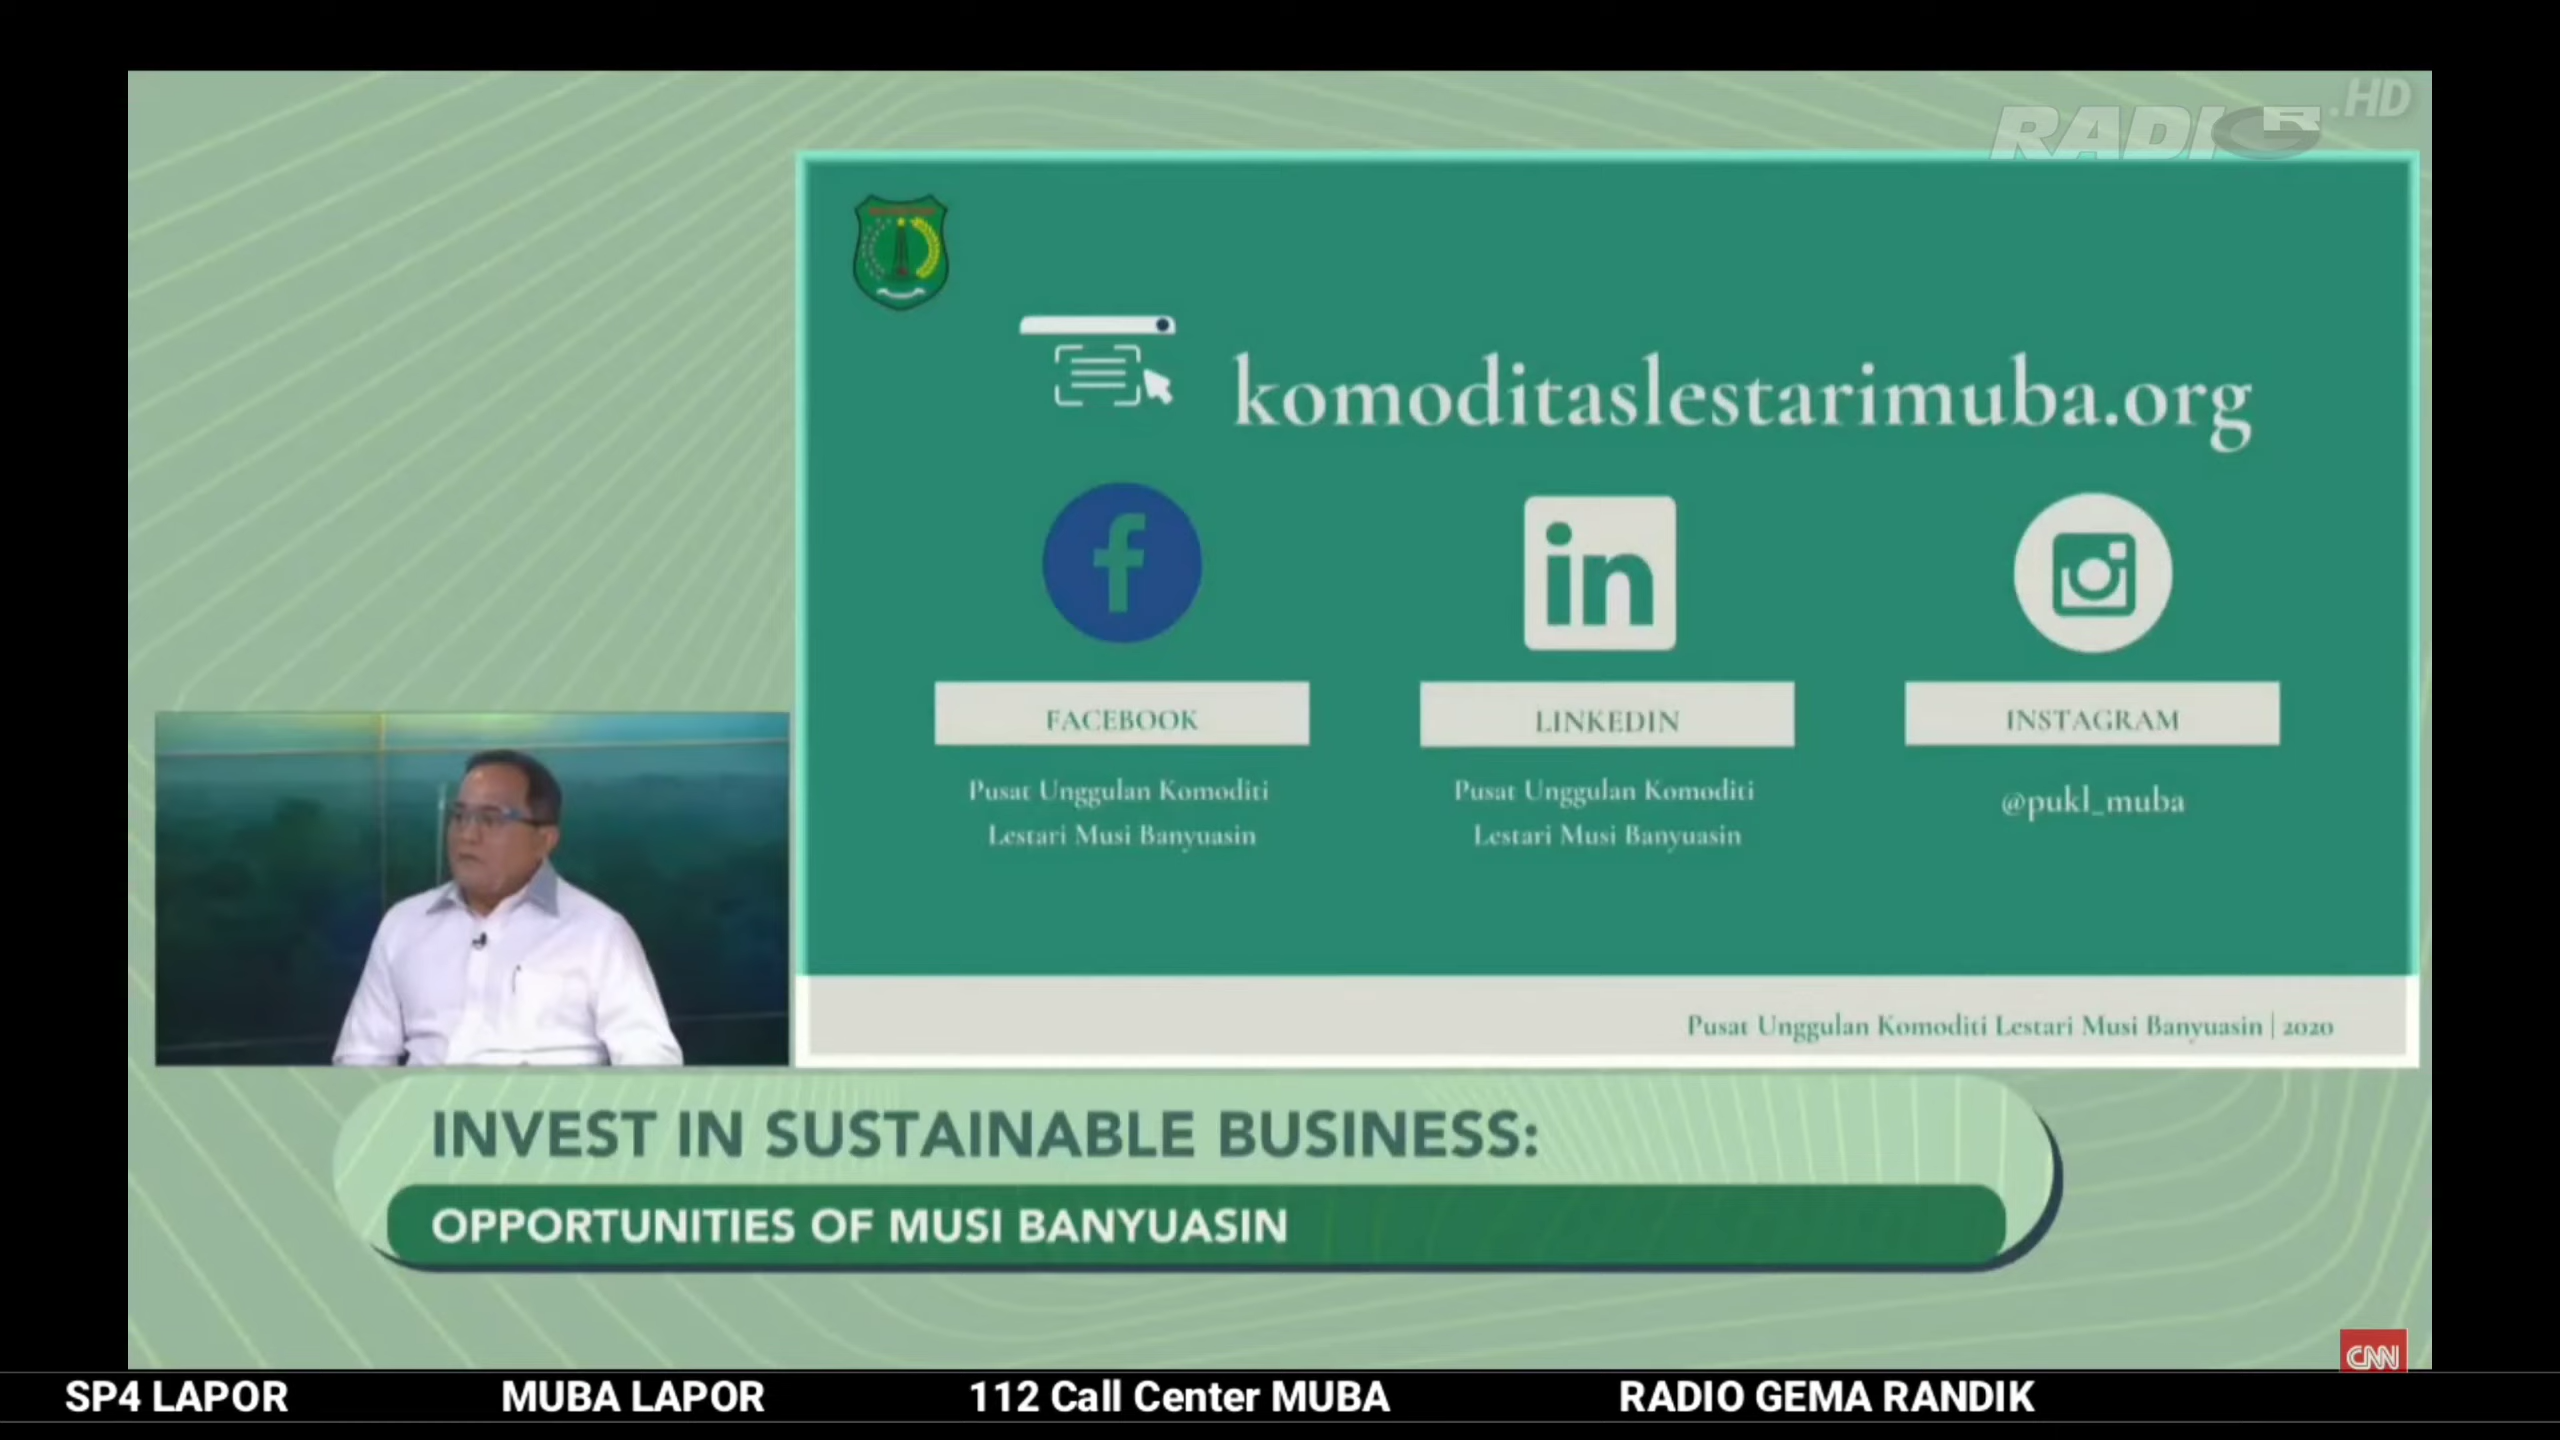 RADIO GR.HD
komoditaslestarimuba.org
FACEBOOK
LINKEDIN
INSTAGRAM
Pusat Unggulan Komoditi
Lestari Musi Banyuasin
Pusat Unggulan Komoditi
Lestari Musi Banyuasin
@pukl_muba
Pusat Unggulan Komoditi Lestari Musi Banyuasin | 2020
INVEST IN SUSTAINABLE BUSINESS:
OPPORTUNITIES OF MUSI BANYUASIN
CNN
SP4 LAPOR
MUBA LAPOR
112 Call Center MUBA
RADIO GEMA RANDIK